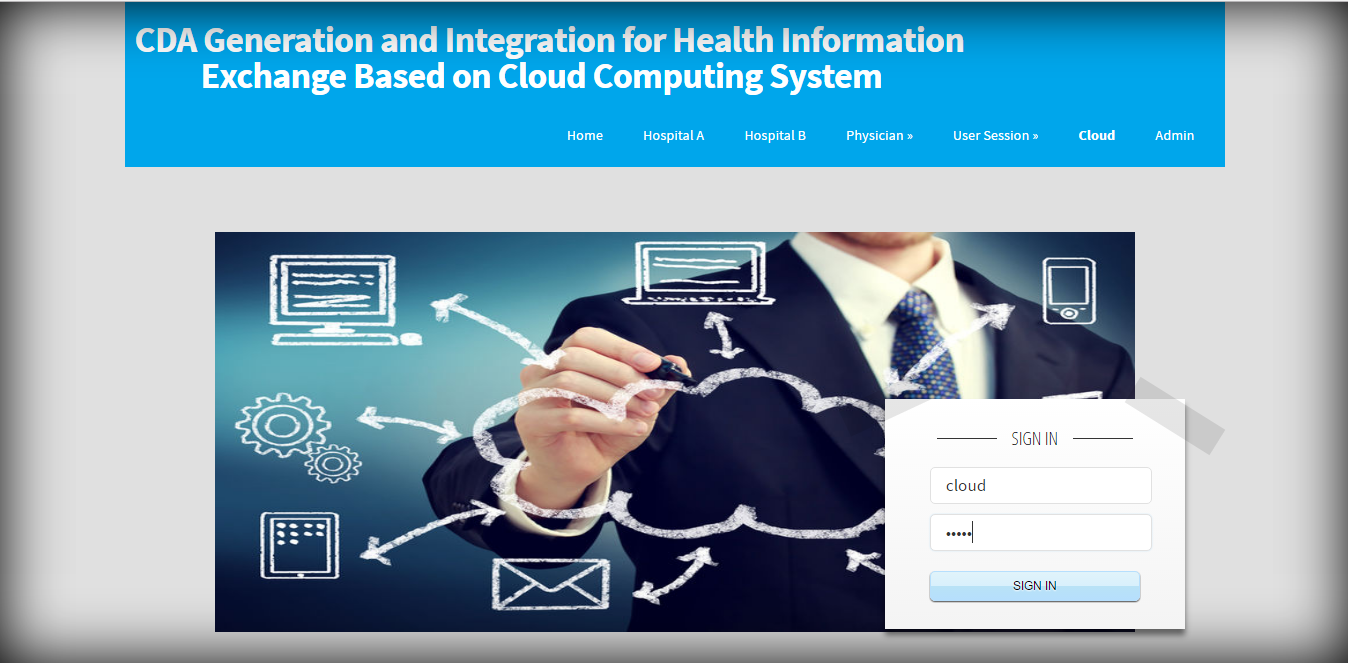 CDA Generation and Integration for Health Information
Exchange Based on Cloud Computing System
Home Hospital A Hospital B Physician » User Session » Cloud Admin
SIGN IN
cloud
•••••
SIGN IN